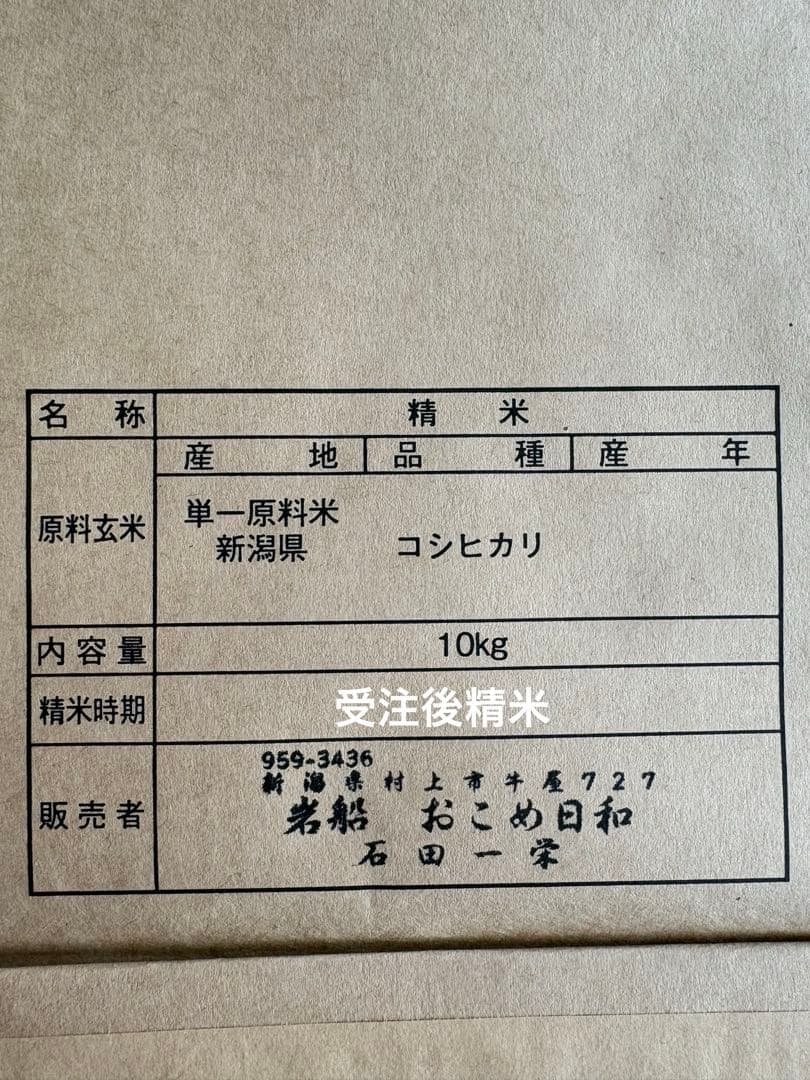 名称 精米
産地 品種 産年
原料玄米
単一原料米
新潟県 コシヒカリ
内容量 10kg
精米時期 受注後精米
販売者
959-3436
新潟県村上市牛屋727
岩船 おこめ日和
石田一栄